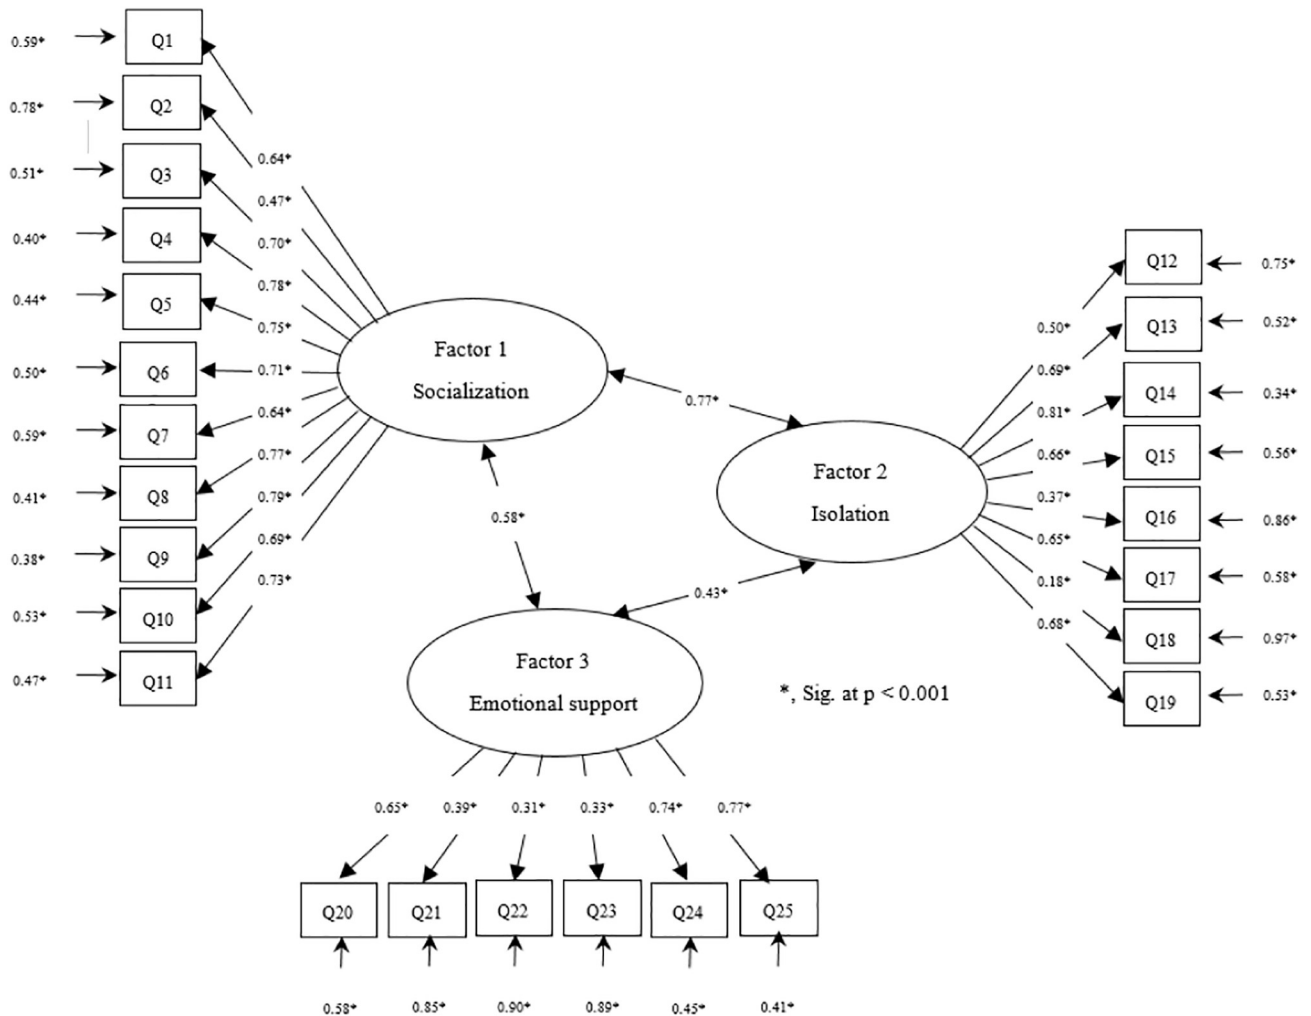 0.59*
Q1
0.78*
Q2
0.51*
Q3
0.40*
Q4
0.44*
Q5
0.50*
Q6
0.59*
Q7
0.41*
Q8
0.38*
Q9
0.53*
Q10
0.47*
Q11
0.64*
0.47*
0.70*
0.78*
0.75*
0.71*
0.64*
0.77*
0.79*
0.69*
0.73*
Factor 1
Socialization
0.77*
0.58*
0.43*
Factor 2
Isolation
0.50*
0.69*
0.81*
0.66*
0.37*
0.65*
0.18*
0.68*
Q12
0.75*
Q13
0.52*
Q14
0.34*
Q15
0.56*
Q16
0.86*
Q17
0.58*
Q18
0.97*
Q19
0.53*
Factor 3
Emotional support
*, Sig. at p < 0.001
0.65* 0.39* 0.31* 0.33* 0.74* 0.77*
Q20 Q21 Q22 Q23 Q24 Q25
0.58* 0.85* 0.90* 0.89* 0.45* 0.41*